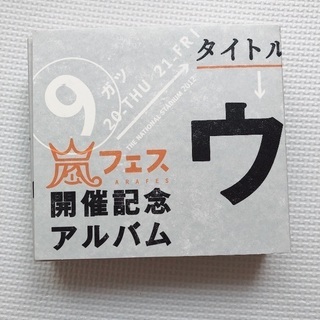 9ガツ
20-THU 21-FRI
THE NATIONAL STADIUM 2012
タイトル
ウ
嵐フェス
ARAFES
開催記念
アルバム